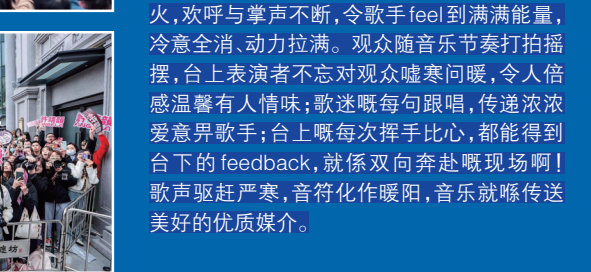 火,欢呼与掌声不断,令歌手feel到满满能量,
冷意全消、动力拉满。观众随音乐节奏打拍摇
摆,台上表演者不忘对观众嘘寒问暖,令人倍
感温馨有人情味;歌迷嘅每句跟唱,传递浓浓
爱意畀歌手;台上嘅每次挥手比心,都能得到
台下的feedback,就係双向奔赴嘅现场啊!
歌声驱赶严寒,音符化作暖阳,音乐就喺传送
美好的优质媒介。